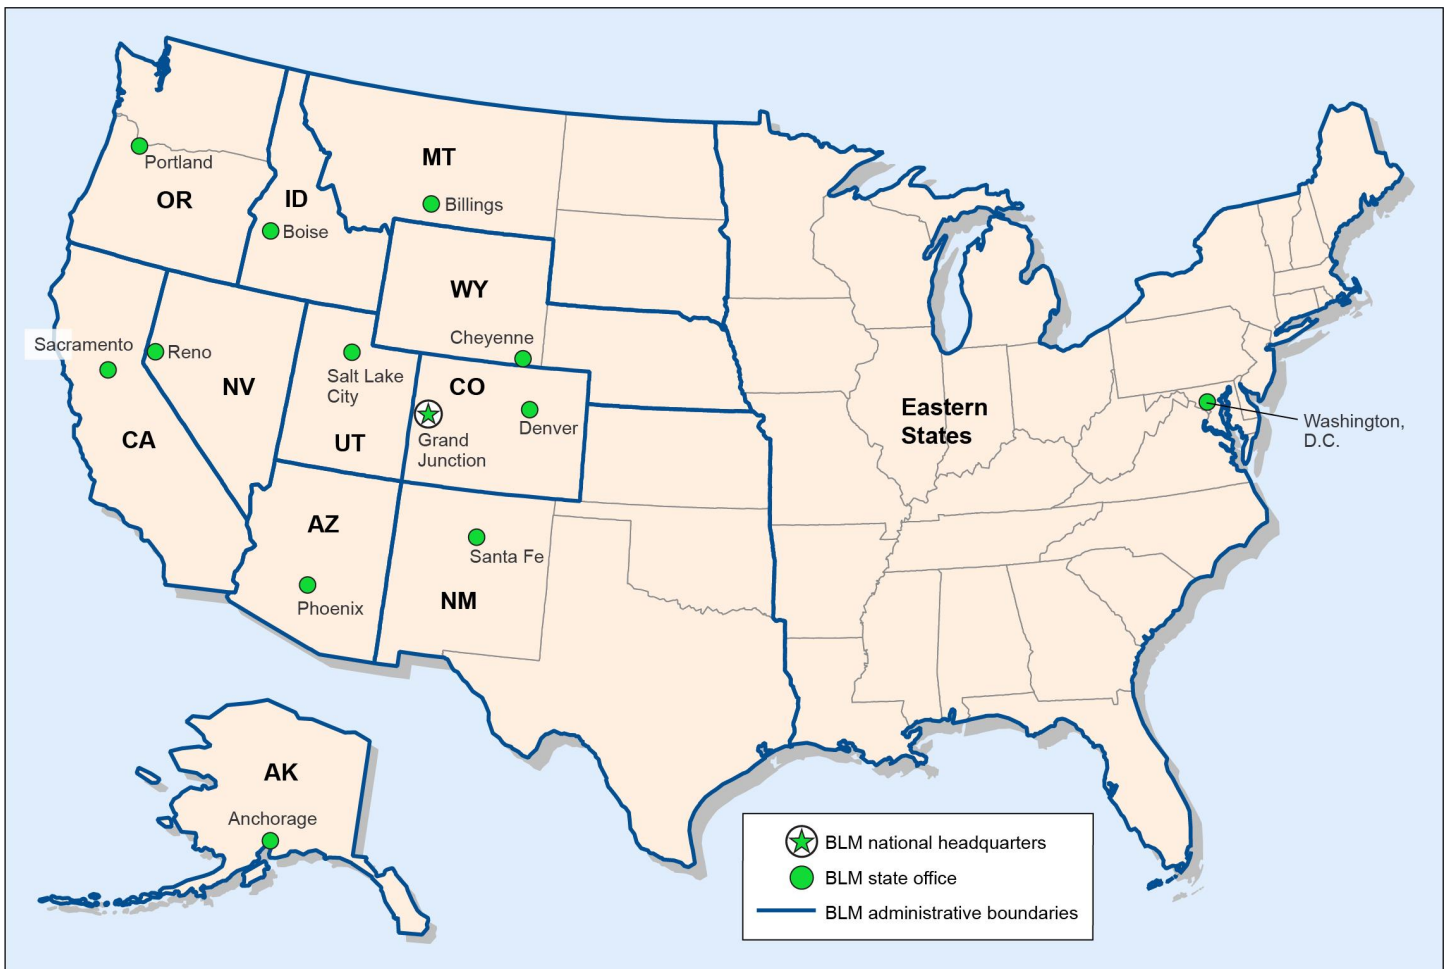 MT
Portland
OR
ID
Billings
Boise
WY
Cheyenne
Sacramento
Reno
Salt Lake
City
NV
CO
Grand
Junction
Denver
CA
UT
Eastern
States
Washington,
D.C.
AZ
Santa Fe
Phoenix
NM
AK
Anchorage
BLM national headquarters
BLM state office
BLM administrative boundaries